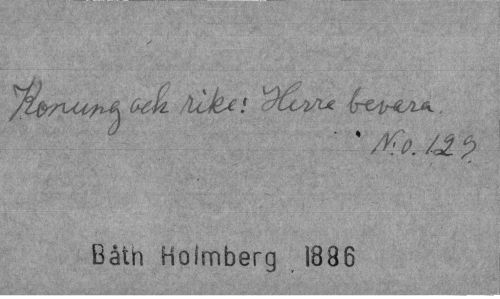 Konung och rike! Herre bevara.
N:o. 129
Båth Holmberg 1886